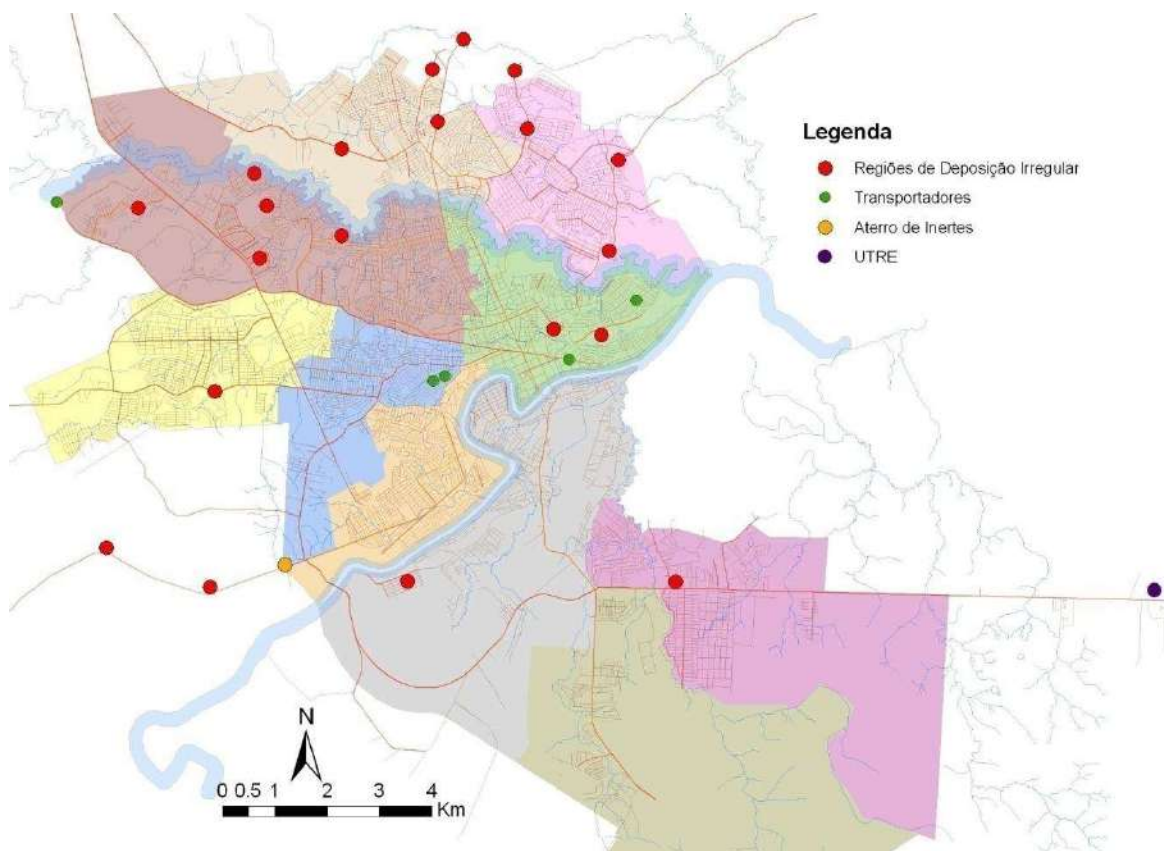 Legenda
Regiões de Deposição Irregular
Transportadores
Aterro de Inertes
UTRE
N
0 0.5 1 2 3 4
Km